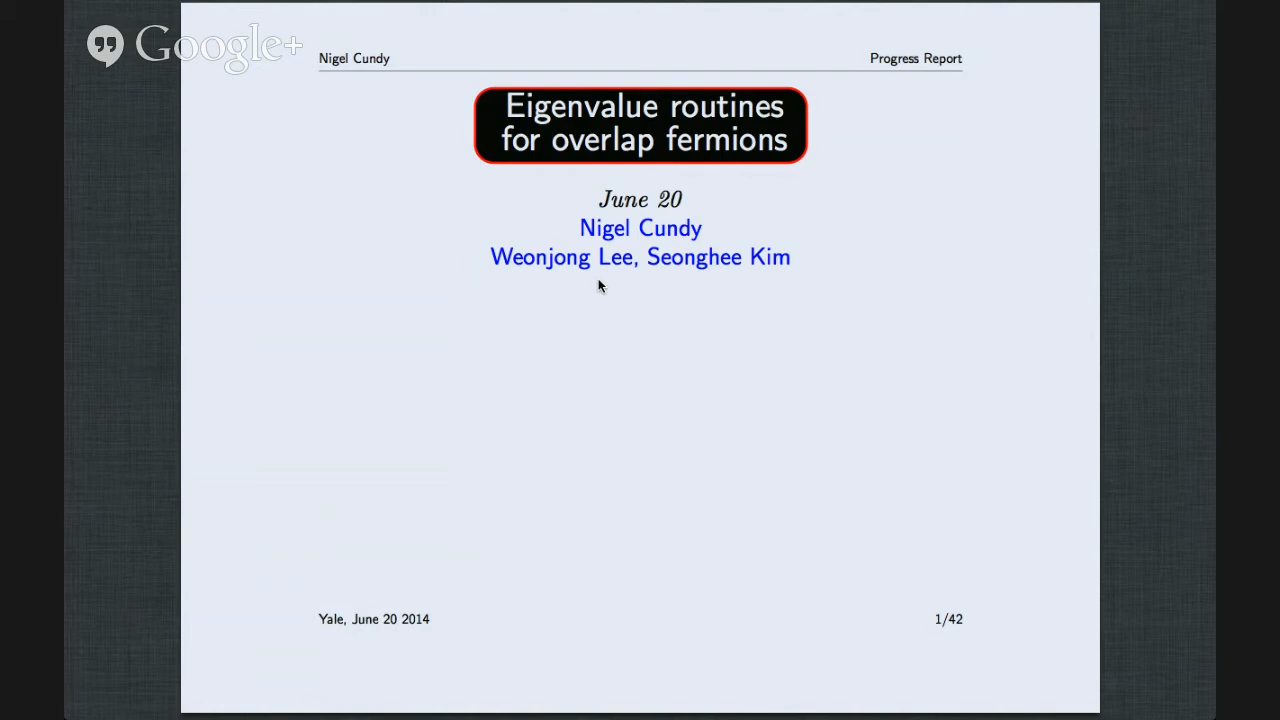 Google+
Nigel Cundy
Progress Report
Eigenvalue routines
for overlap fermions
June 20
Nigel Cundy
Weonjong Lee, Seonghee Kim
Yale, June 20 2014
1/42